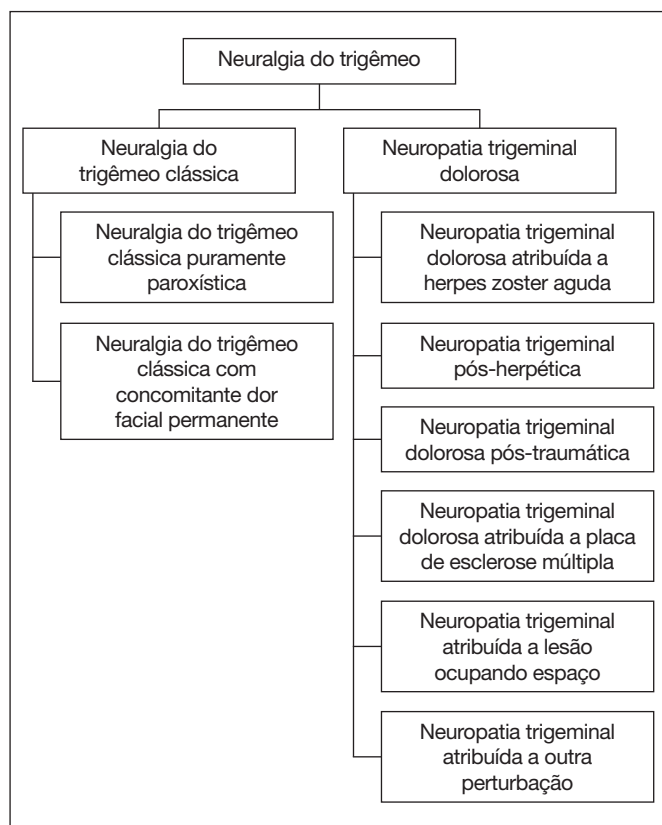 Neuralgia do trigêmeo
Neuralgia do
trigêmeo clássica
Neuralgia do trigêmeo
clássica puramente
paroxística
Neuralgia do trigêmeo
clássica com
concomitante dor
facial permanente
Neuropatia trigeminal
dolorosa
Neuropatia trigeminal
dolorosa atribuída a
herpes zoster aguda
Neuropatia trigeminal
pós-herpética
Neuropatia trigeminal
dolorosa pós-traumática
Neuropatia trigeminal
dolorosa atribuída a placa
de esclerose múltipla
Neuropatia trigeminal
atribuída a lesão
ocupando espaço
Neuropatia trigeminal
atribuída a outra
perturbação